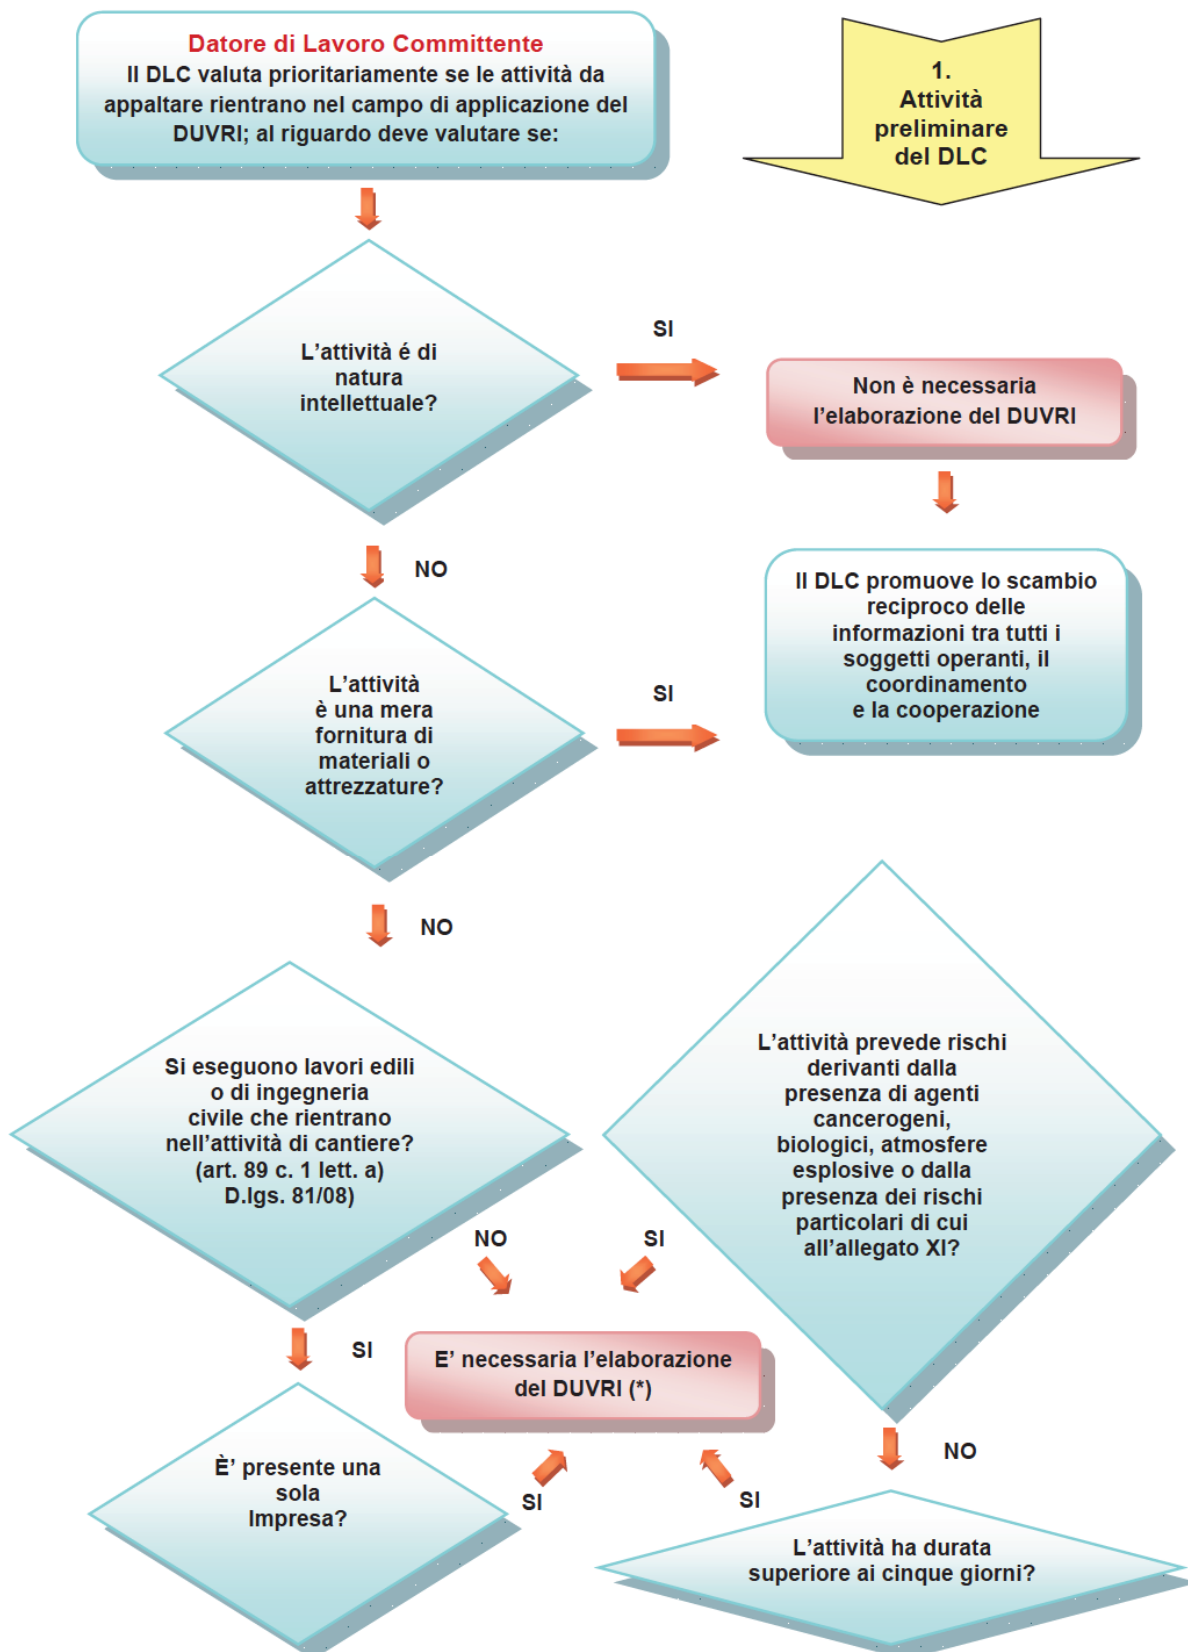 Datore di Lavoro Committente
Il DLC valuta prioritariamente se le attività da
appaltare rientrano nel campo di applicazione del
DUVRI; al riguardo deve valutare se:
1.
Attività
preliminare
del DLC
L'attività é di
natura
intellettuale?
SI
Non è necessaria
l'elaborazione del DUVRI
NO
Il DLC promuove lo scambio
reciproco delle
informazioni tra tutti i
soggetti operanti, il
coordinamento
e la cooperazione
L'attività
è una mera
fornitura di
materiali o
attrezzature?
SI
NO
Si eseguono lavori edili
o di ingegneria
civile che rientrano
nell'attività di cantiere?
(art. 89 c. 1 lett. a)
D.lgs. 81/08)
L'attività prevede rischi
derivanti dalla
presenza di agenti
cancerogeni,
biologici, atmosfere
esplosive o dalla
presenza dei rischi
particolari di cui
all'allegato XI?
NO
SI
SI
E' necessaria l'elaborazione
del DUVRI (*)
È' presente una
sola
Impresa?
SI
SI
NO
L'attività ha durata
superiore ai cinque giorni?